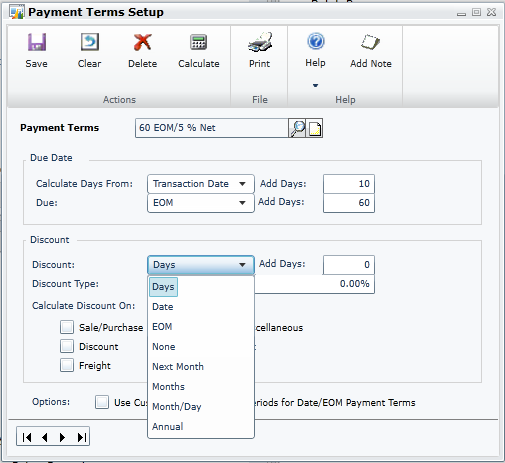 Payment Terms Setup
Save Clear Delete Calculate Print Help Add Note
Actions File Help
Payment Terms 60 EOM/5 % Net
Due Date
Calculate Days From: Transaction Date Add Days: 10
Due: EOM Add Days: 60
Discount
Discount: Days Add Days: 0
Discount Type: 0.00%
Days
Calculate Discount On:
Date
Sale/Purchase cellaneous
EOM
Discount
None
Freight
Next Month
Months
Options: Use Cus eriods for Date/EOM Payment Terms
Month/Day
Annual